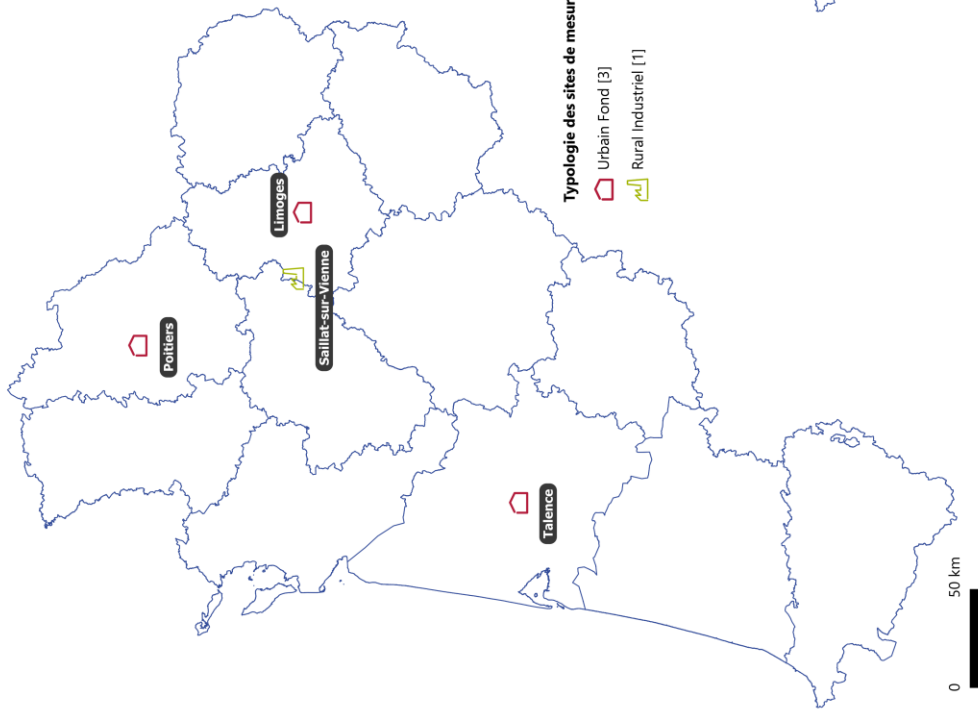 Poitiers
Limoges
Saillat-sur-Vienne
Talence
Typologie des sites de mesur
Urbain Fond [3]
Rural Industriel [1]
0
50 km